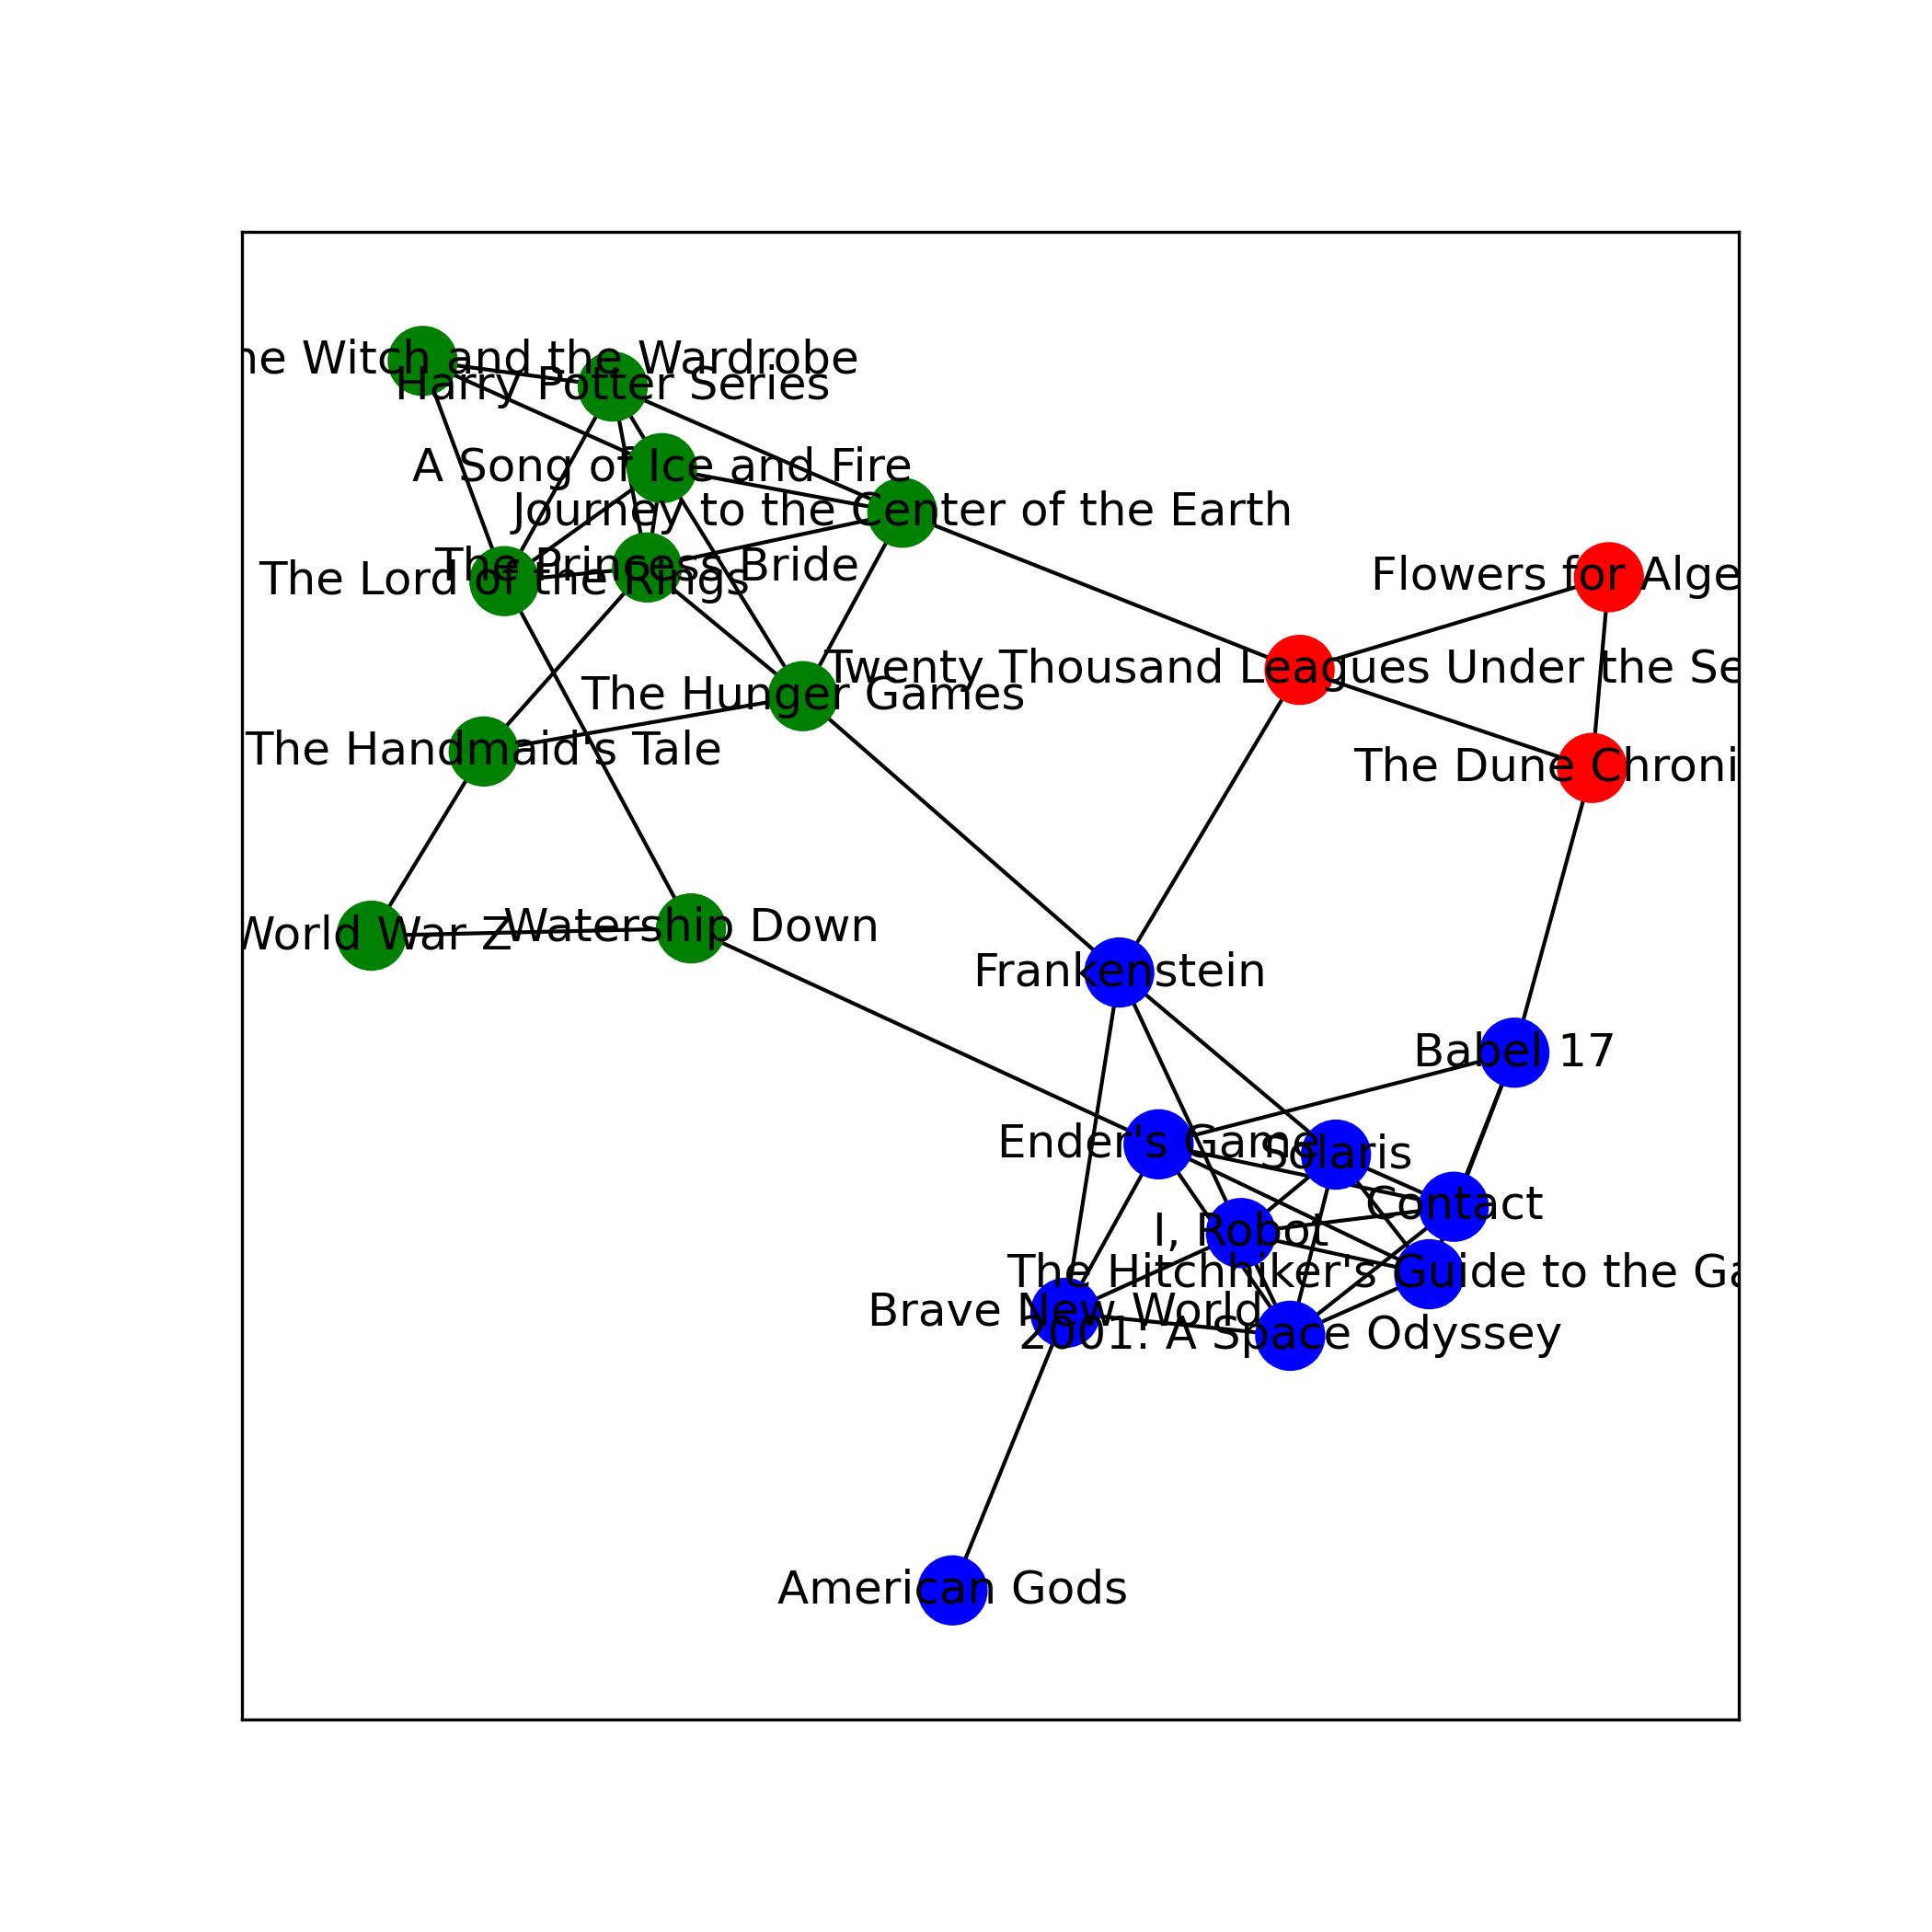 he Witch and the Wardrobe
Harry Potter Series
A Song of Ice and Fire
Journey to the Center of the Earth
The Princess Bride
The Lord of the Rings
Flowers for Alge
Twenty Thousand Leagues Under the Se
The Hunger Games
The Handmaid's Tale
The Dune Chroni
World War Z
Watership Down
Frankenstein
Babel 17
Ender's Game
Solaris
Contact
I, Robot
The Hitchhiker's Guide to the Ga
Brave New World
2001: A Space Odyssey
American Gods